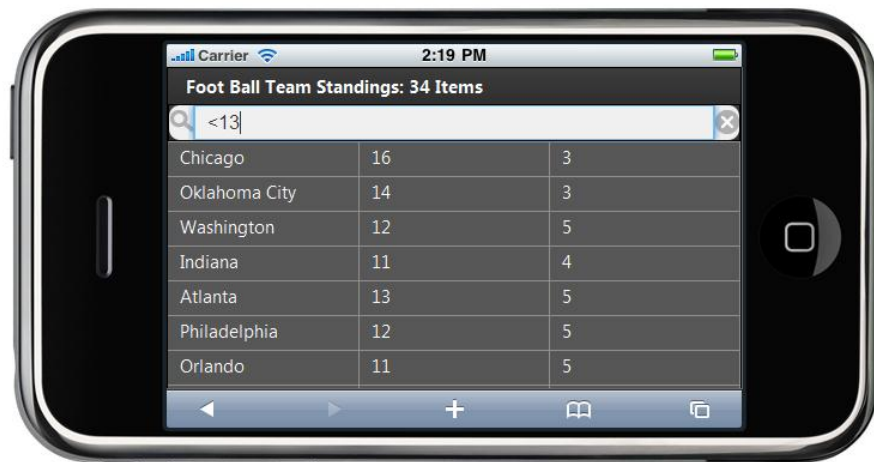 Carrier 2:19 PM
Foot Ball Team Standings: 34 Items
<13
Chicago 16 3
Oklahoma City 14 3
Washington 12 5
Indiana 11 4
Atlanta 13 5
Philadelphia 12 5
Orlando 11 5